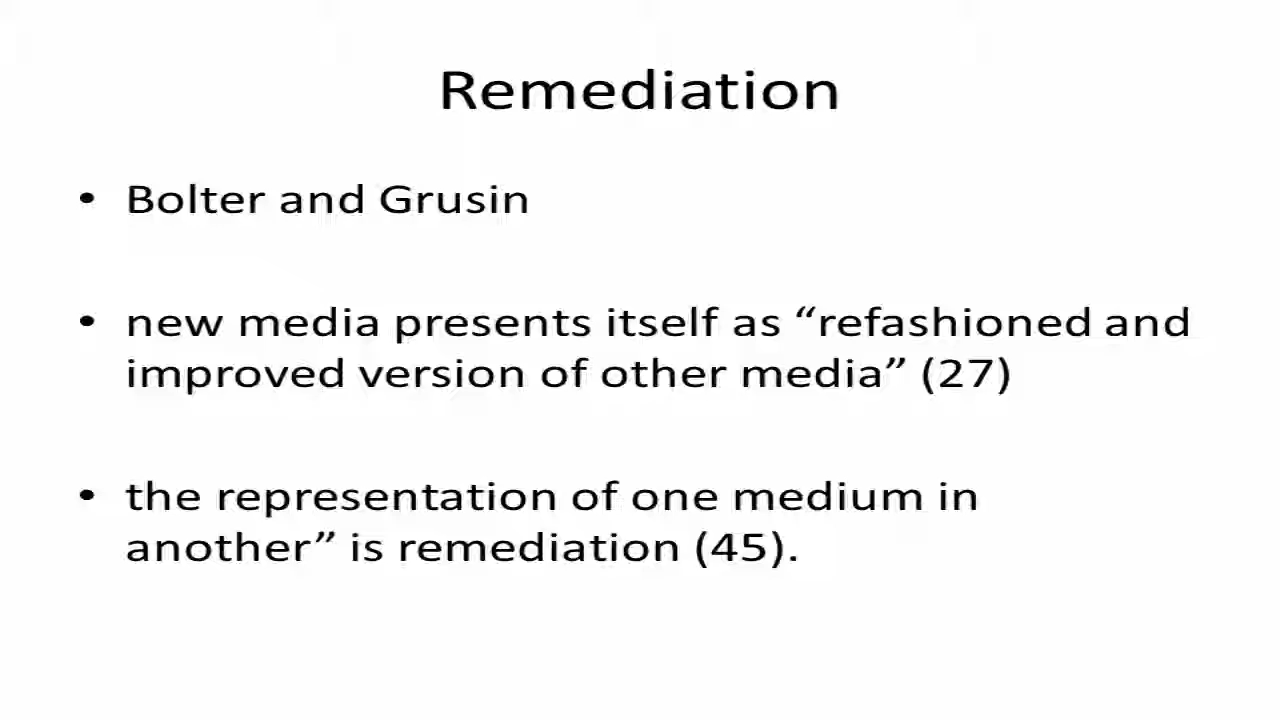 Remediation
• Bolter and Grusin
• new media presents itself as “refashioned and
improved version of other media” (27)
• the representation of one medium in
another” is remediation (45).